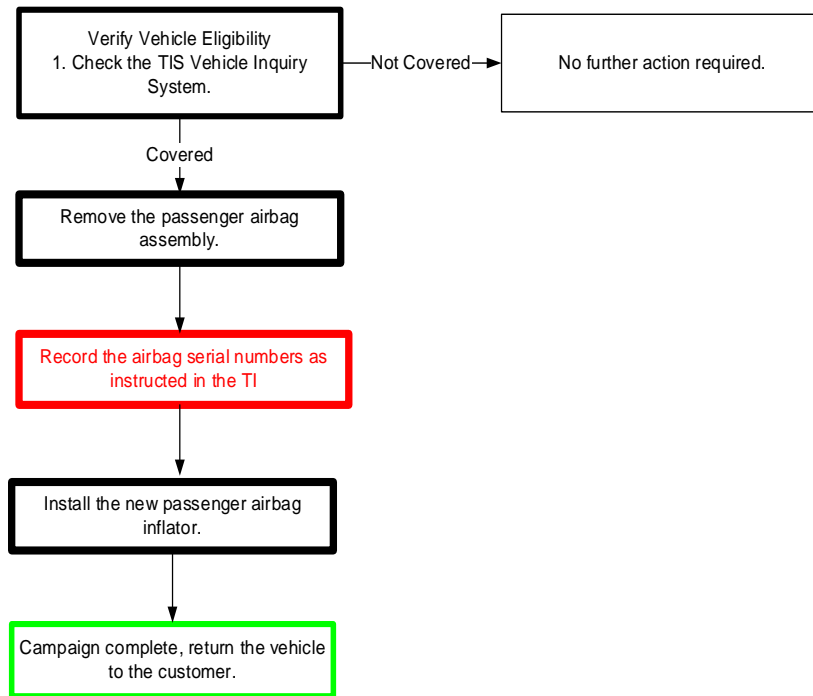 Verify Vehicle Eligibility
1. Check the TIS Vehicle Inquiry
System.
Not Covered
No further action required.
Covered
Remove the passenger airbag
assembly.
Record the airbag serial numbers as
instructed in the TI
Install the new passenger airbag
inflator.
Campaign complete, return the vehicle
to the customer.